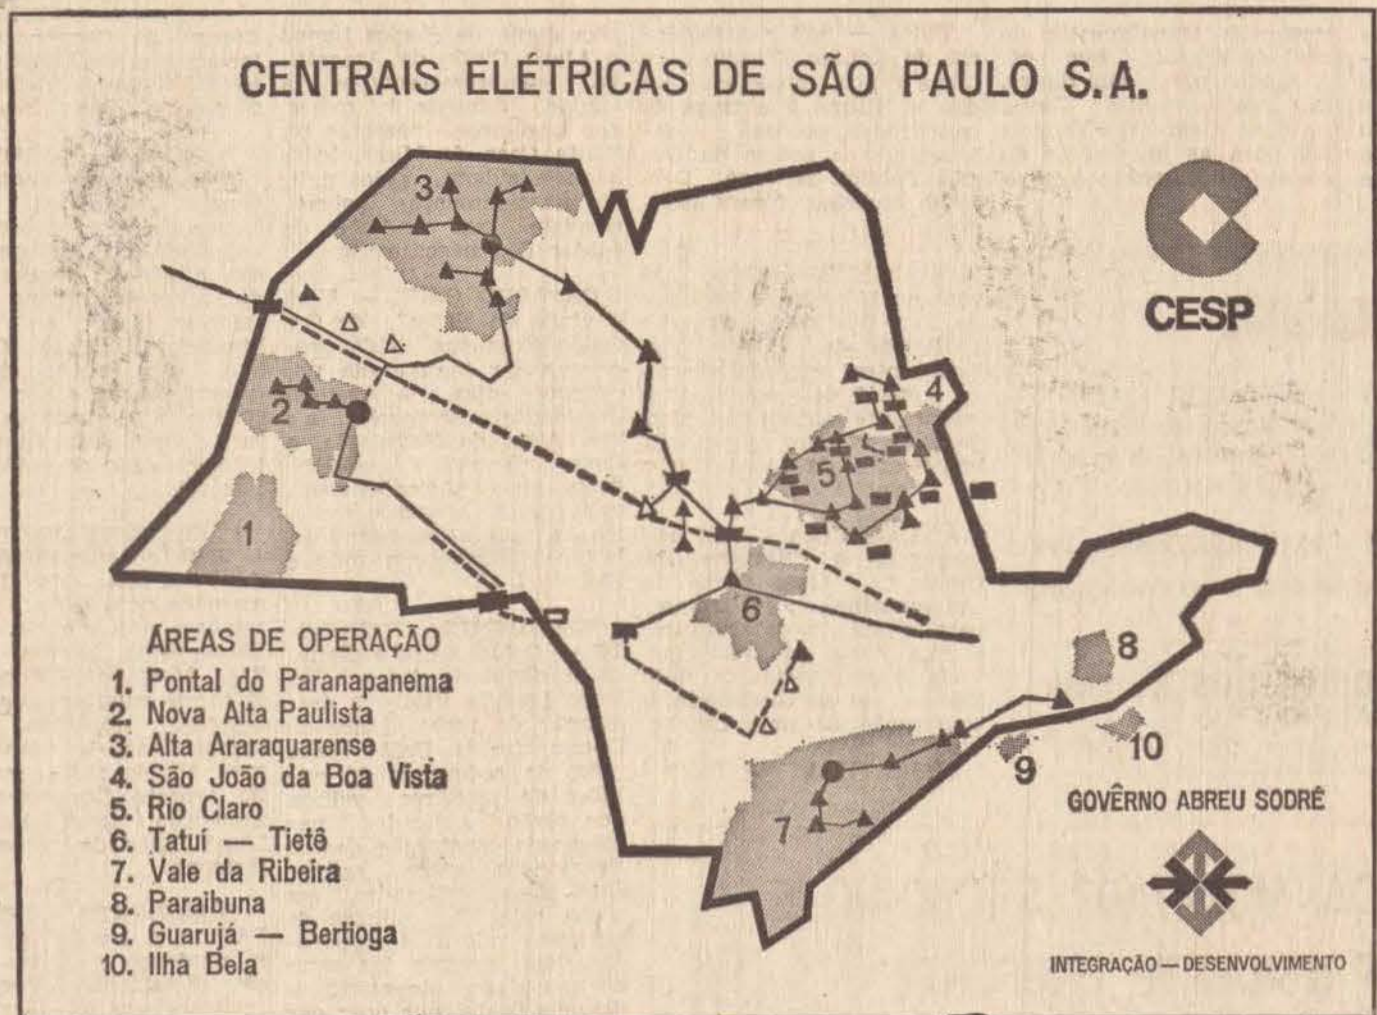 CENTRAIS ELÉTRICAS DE SÃO PAULO S.A.
3
CESP
4
2
5
1
6
8
ÁREAS DE OPERAÇÃO
1. Pontal do Paranapanema
2. Nova Alta Paulista
3. Alta Araraquarense
4. São João da Boa Vista
5. Rio Claro
6. Tatuí — Tietê
7. Vale da Ribeira
8. Paraibuna
9. Guarujá — Bertioga
10. Ilha Bela
7
9
10
GOVÊRNO ABREU SODRÉ
INTEGRAÇÃO — DESENVOLVIMENTO